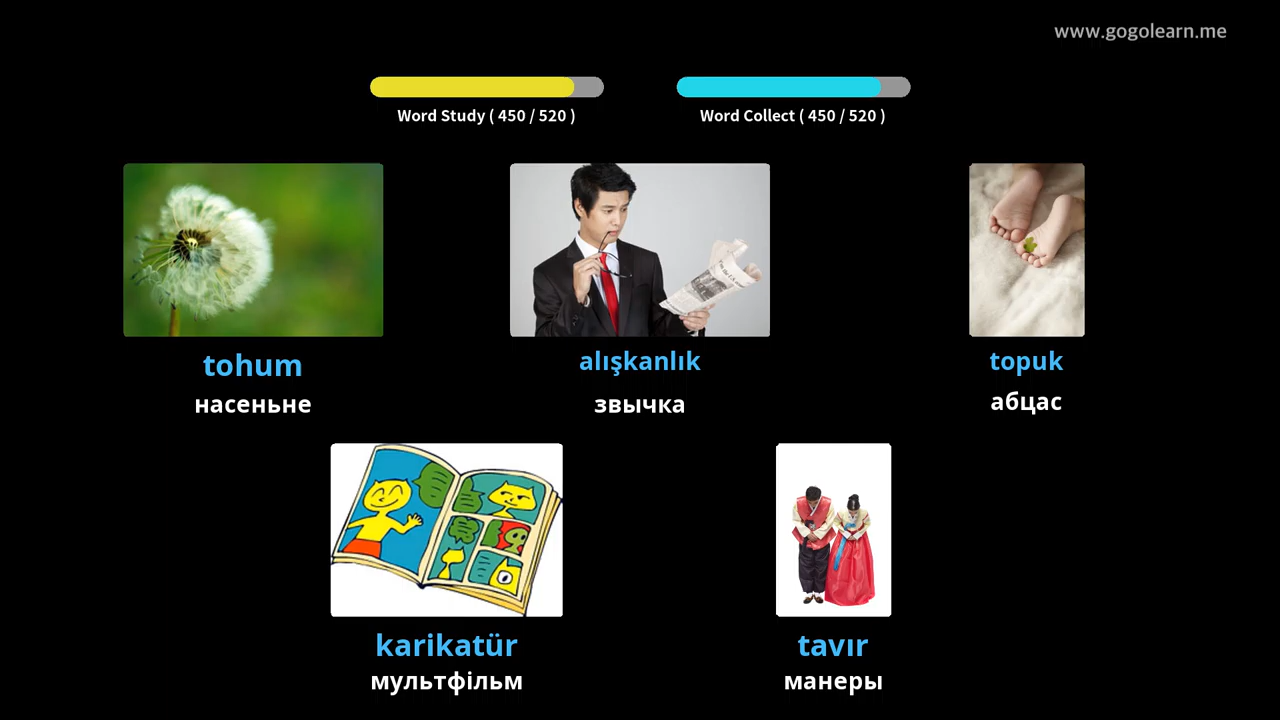 www.gogolearn.me
Word Study ( 450 / 520 )
Word Collect ( 450 / 520 )
tohum
насеньне
alışkanlık
звычка
topuk
абцас
karikatür
мультфільм
tavır
манеры